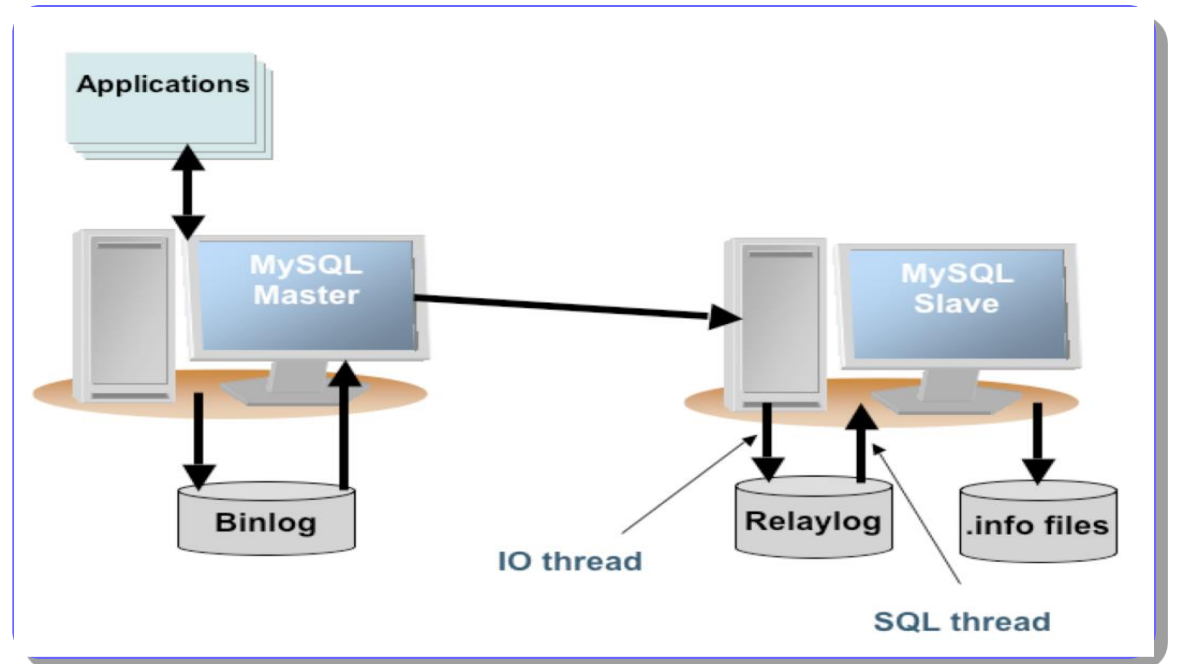 Applications
MySQL
Master
MySQL
Slave
Binlog
Relaylog
.info files
IO thread
SQL thread